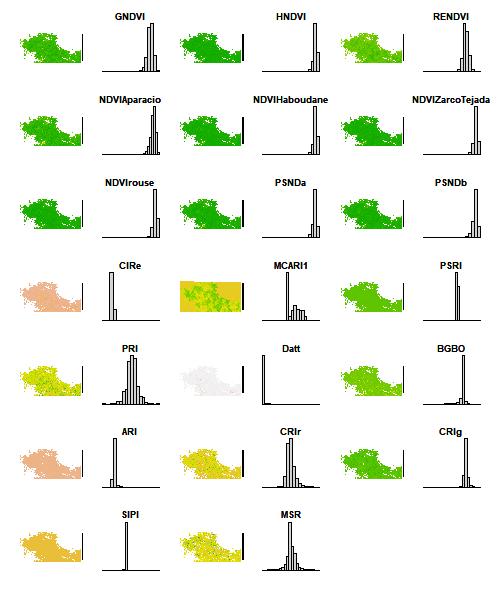 GNDVI HNDVI RENDVI
NDVIAparacio NDVIHaboudane NDVIZarcoTejada
NDVIrouse PSNDa PSNDb
CIRe MCARI1 PSRI
PRI Datt BGBO
ARI CRIr CRIg
SIPI MSR